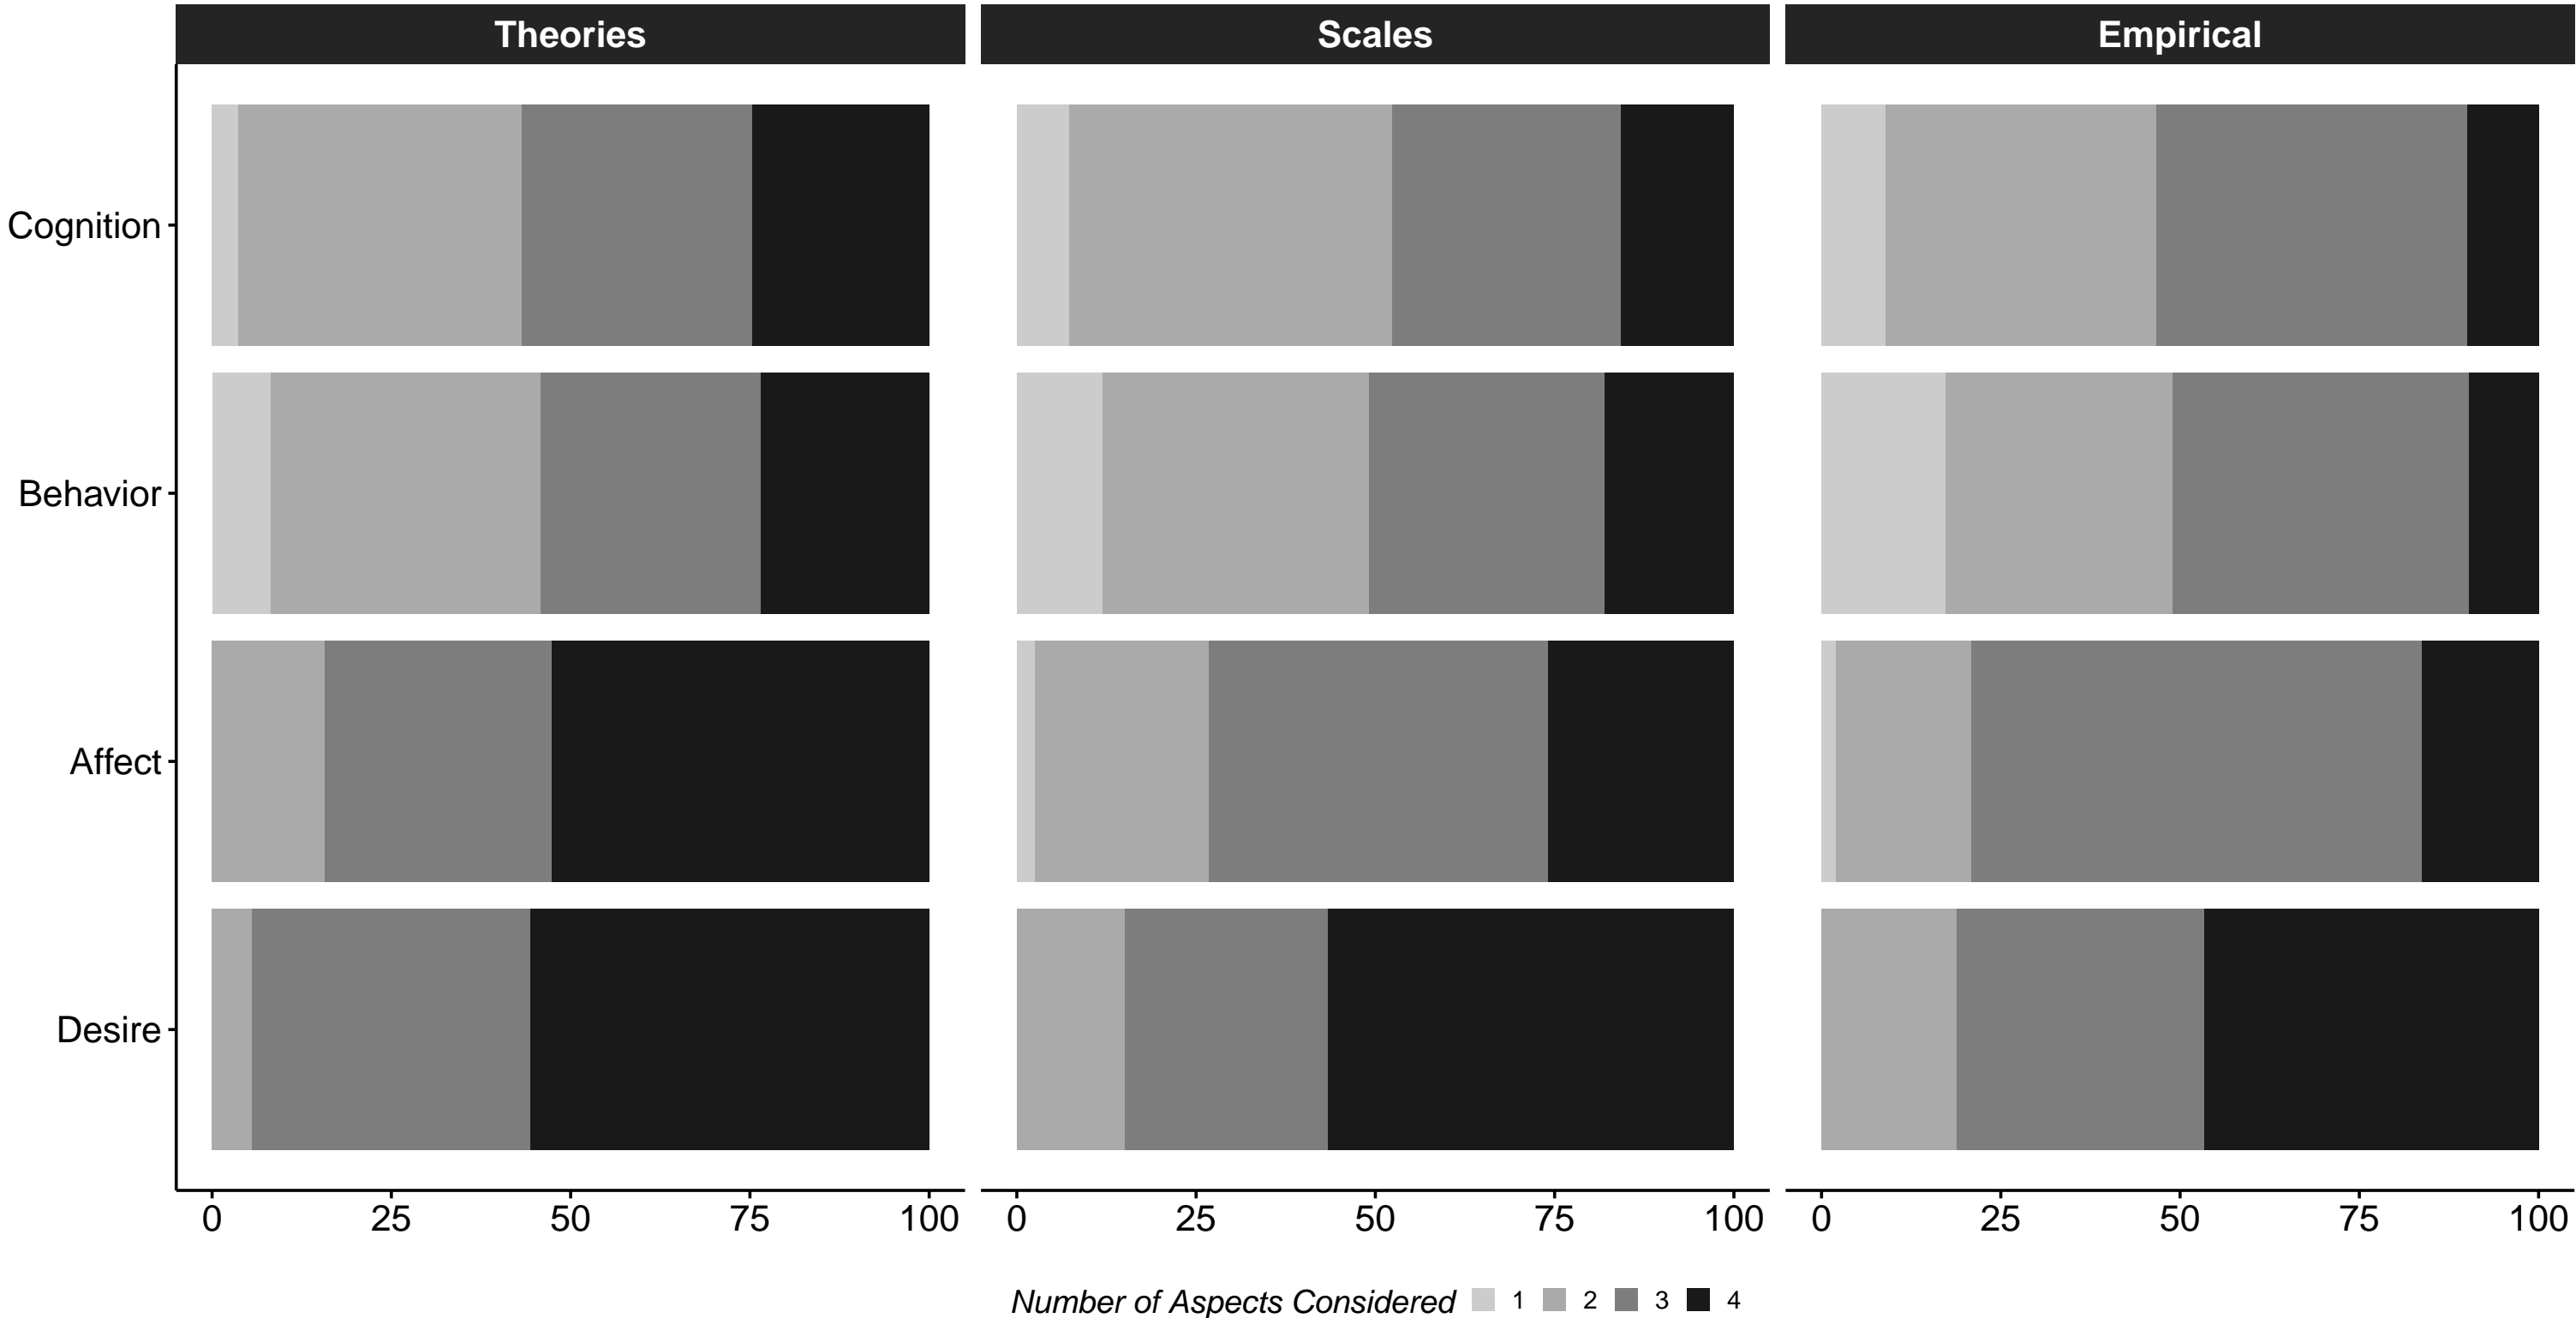 Theories Scales Empirical
Cognition
Behavior
Affect
Desire
0 25 50 75 100 0 25 50 75 100 0 25 50 75 100
Number of Aspects Considered 1 2 3 4